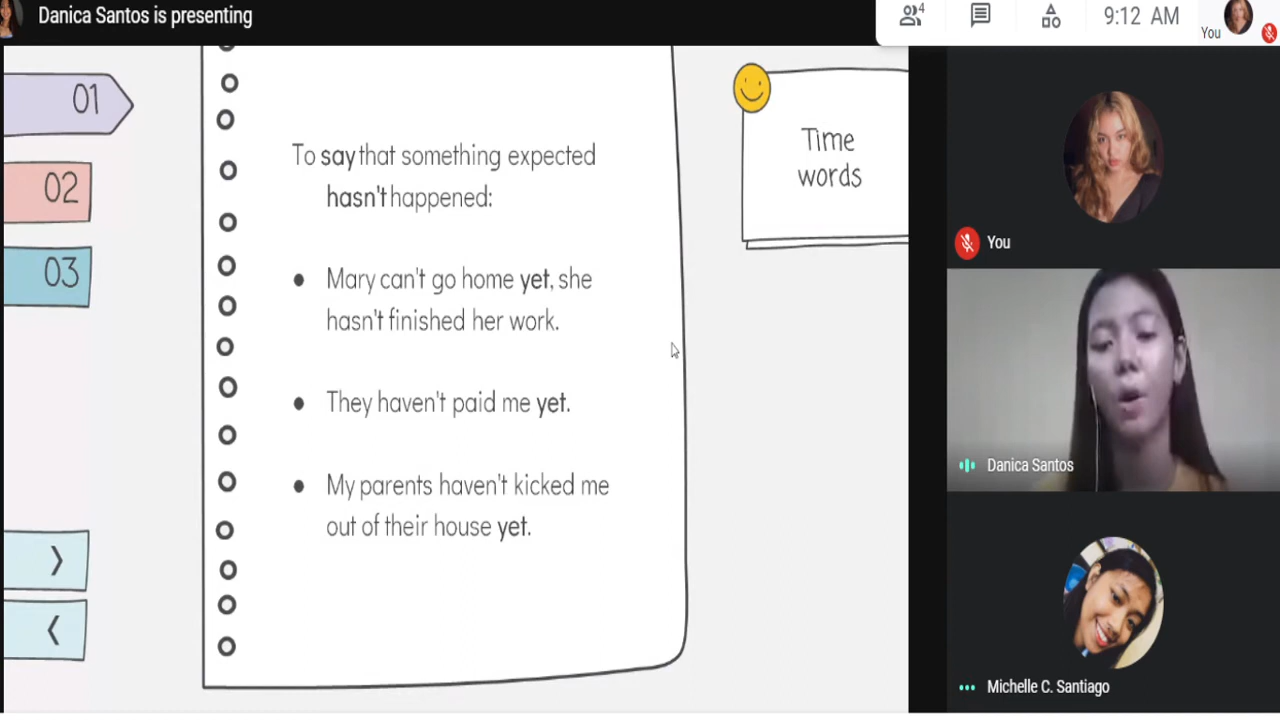 Danica Santos is presenting
4
9:12 AM
You
01
02
03
To say that something expected
hasn't happened:
Mary can't go home yet, she
hasn't finished her work.
They haven't paid me yet.
My parents haven't kicked me
out of their house yet.
Time
words
You
Danica Santos
Michelle C. Santiago